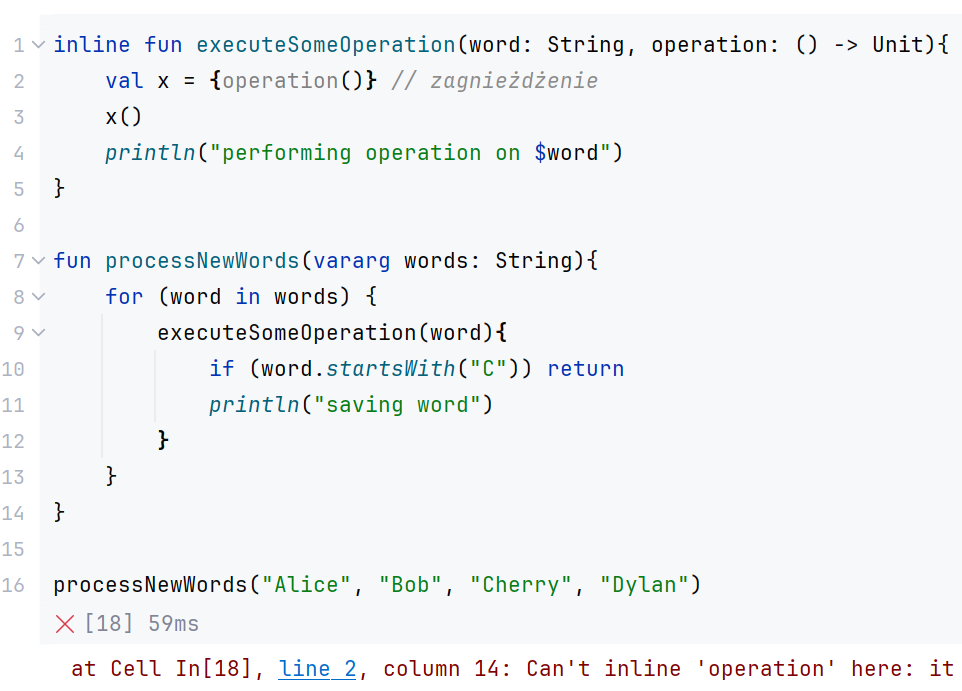 1 inline fun executeSomeOperation(word: String, operation: () -> Unit){
2     val x = {operation()} // zagnieżdżenie
3     x()
4     println("performing operation on $word")
5 }
6
7 fun processNewWords(vararg words: String){
8     for (word in words) {
9         executeSomeOperation(word){
10             if (word.startsWith("C")) return
11             println("saving word")
12         }
13     }
14 }
15
16 processNewWords("Alice", "Bob", "Cherry", "Dylan")
[18] 59ms
at Cell In[18], line 2, column 14: Can't inline 'operation' here: it